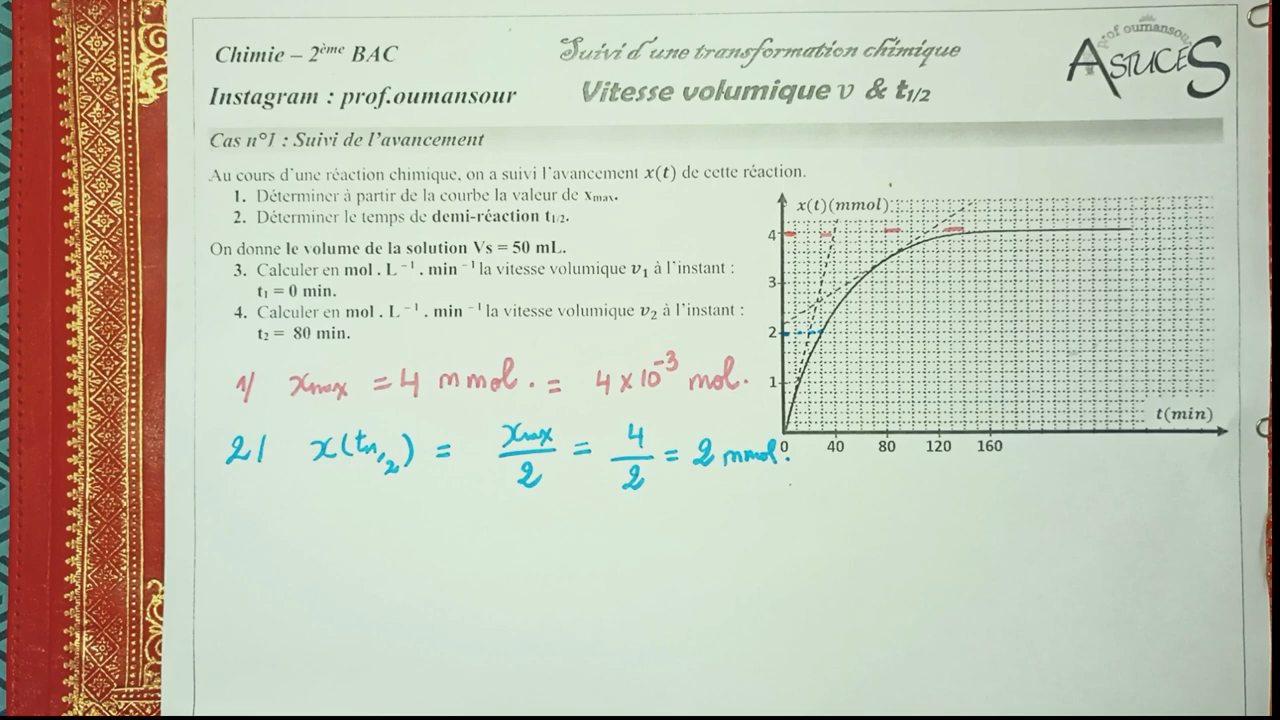 Chimie – 2ème BAC
Suivi d'une transformation chimique
prof oumansour
ASTUCES
Instagram : prof.oumansour
Vitesse volumique υ & t1/2
Cas n°1 : Suivi de l'avancement
Au cours d'une réaction chimique, on a suivi l'avancement x(t) de cette réaction.
1. Déterminer à partir de la courbe la valeur de xmax.
2. Déterminer le temps de demi-réaction t1/2.
On donne le volume de la solution Vs = 50 mL.
3. Calculer en mol . L⁻¹ . min⁻¹ la vitesse volumique υ1 à l'instant :
t1 = 0 min.
4. Calculer en mol . L⁻¹ . min⁻¹ la vitesse volumique υ2 à l'instant :
t2 = 80 min.
x(t)(mmol)
4
3
2
1
0 40 80 120 160
t(min)
1/ xmax = 4 mmol. = 4 × 10⁻³ mol.
2/ x(t1/2) = xmax/2 = 4/2 = 2 mmol.